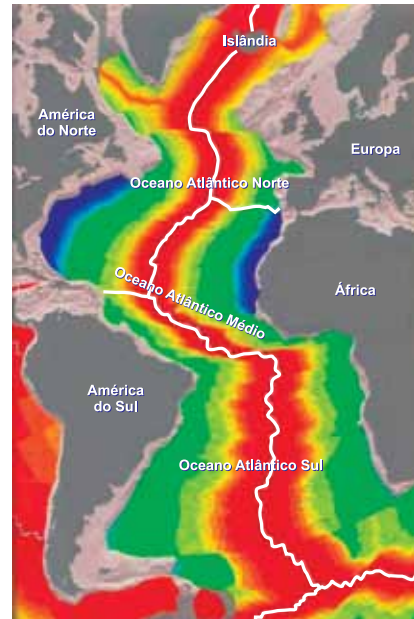 Islândia
América
do Norte
Europa
Oceano Atlântico Norte
Oceano Atlântico Médio
África
América
do Sul
Oceano Atlântico Sul